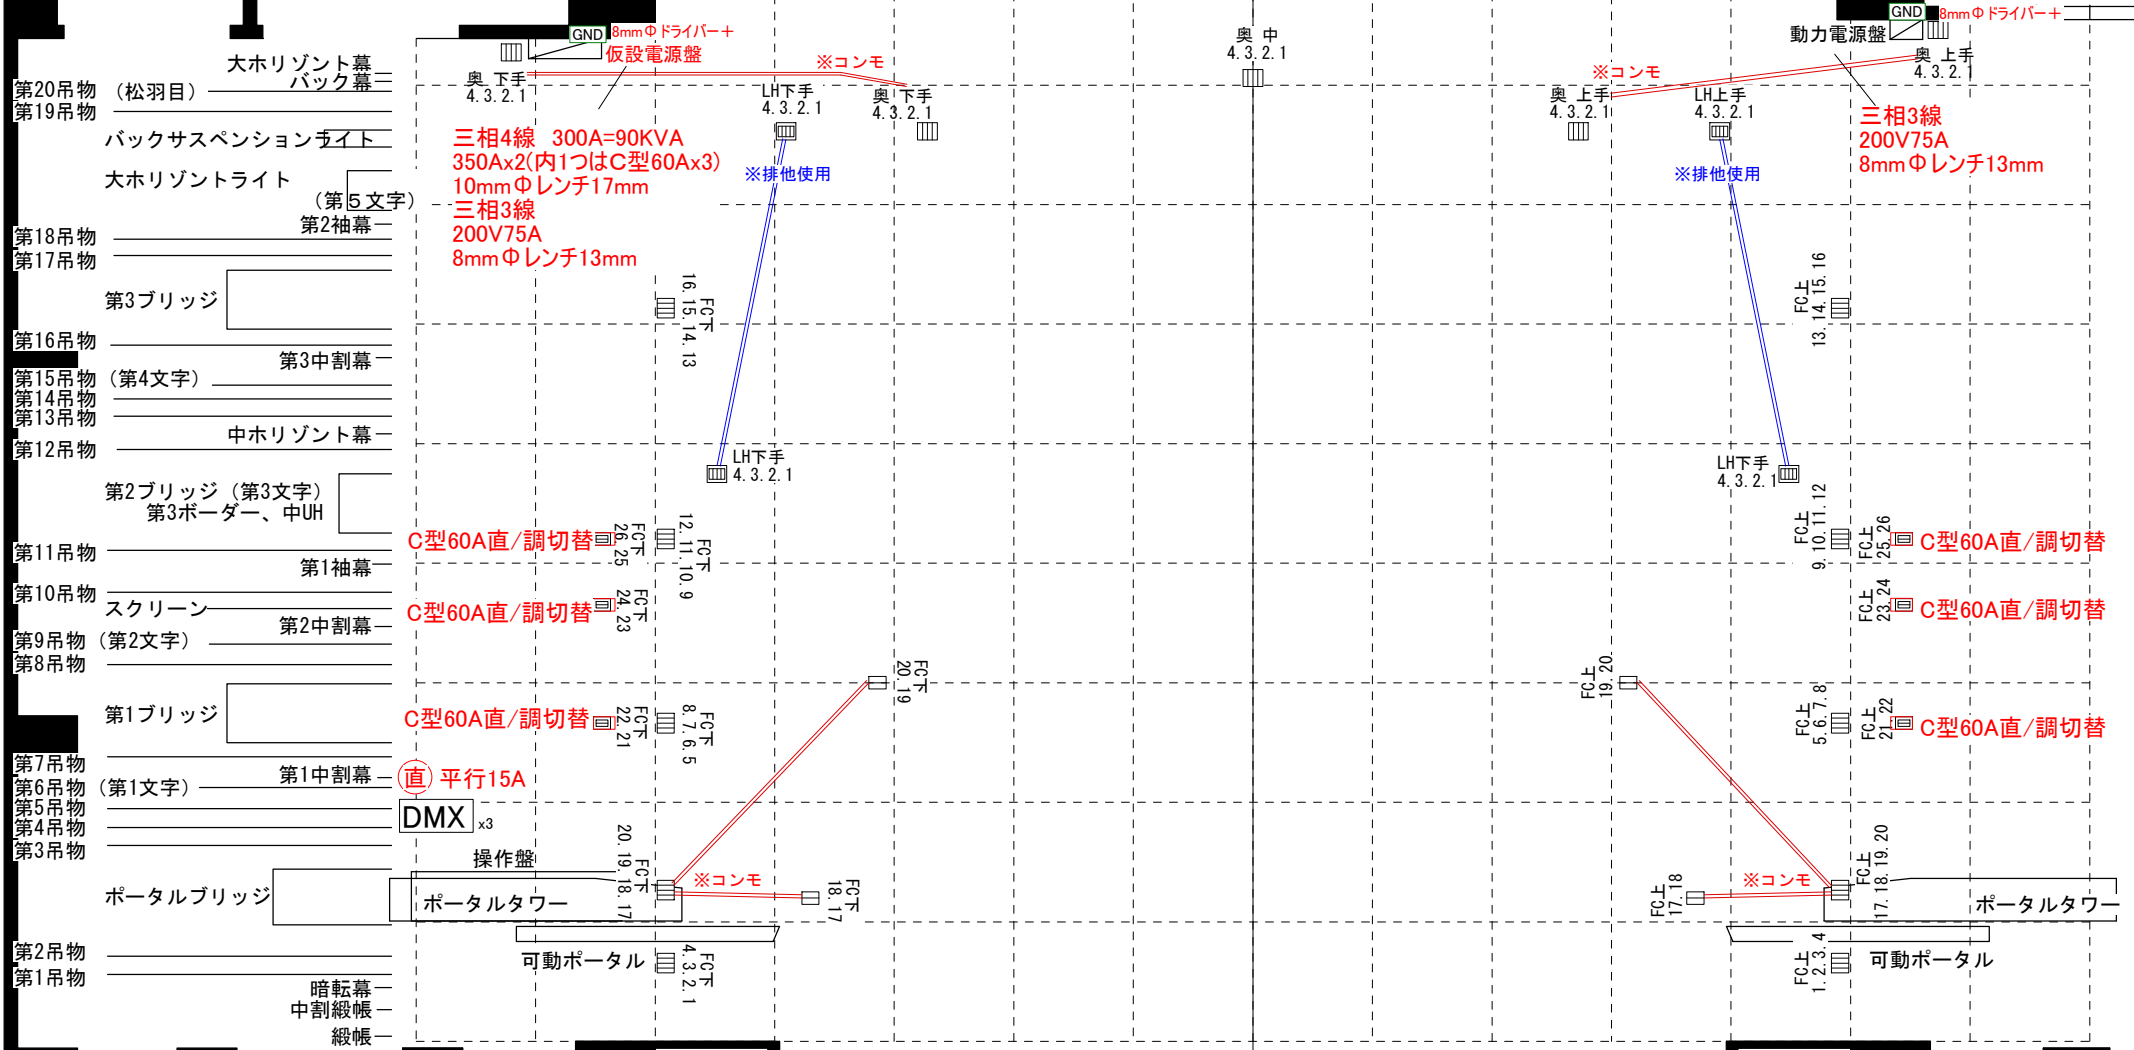 GND
8mmΦドライバー＋
仮設電源盤
奥 中
4.3.2.1
GND
8mmΦドライバー＋
動力電源盤
大ホリゾント幕
バック幕
第20吊物 (松羽目)
第19吊物
バックサスペンションライト
大ホリゾントライト
(第５文字)
第2袖幕
第18吊物
第17吊物
第3ブリッジ
第16吊物
第3中割幕
第15吊物 (第4文字)
第14吊物
第13吊物
中ホリゾント幕
第12吊物
第2ブリッジ (第3文字)
第3ボーダー、中UH
第11吊物
第1袖幕
第10吊物
スクリーン
第2中割幕
第9吊物 (第2文字)
第8吊物
第1ブリッジ
第7吊物
第1中割幕
第6吊物 (第1文字)
第5吊物
第4吊物
第3吊物
ポータルブリッジ
第2吊物
第1吊物
暗転幕
中割緞帳
緞帳
奥 下手
4.3.2.1
※コンモ
LH下手
4.3.2.1
奥 下手
4.3.2.1
三相4線 300A=90KVA
350Ax2(内1つはC型60Ax3)
10mmΦレンチ17mm
三相3線
200V75A
8mmΦレンチ13mm
※排他使用
※コンモ
奥 上手
4.3.2.1
奥 上手
4.3.2.1
LH上手
4.3.2.1
三相3線
200V75A
8mmΦレンチ13mm
※排他使用
FC下
16.15.14.13
FC上
13.14.15.16
LH下手
4.3.2.1
LH下手
4.3.2.1
C型60A直/調切替
FC下
26.25
FC下
12.11.10.9
FC上
9.10.11.12
FC上
25.26
C型60A直/調切替
C型60A直/調切替
FC下
24.23
FC上
23.24
C型60A直/調切替
FC下
20.19
FC上
19.20
C型60A直/調切替
FC下
22.21
FC下
8.7.6.5
FC上
5.6.7.8
FC上
21.22
C型60A直/調切替
直 平行15A
DMX x3
操作盤
ポータルタワー
FC下
20.19.18.17
※コンモ
FC下
18.17
FC上
17.18
※コンモ
FC上
17.18.19.20
ポータルタワー
可動ポータル
FC下
4.3.2.1
FC上
1.2.3.4
可動ポータル